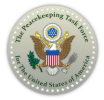 The Peacekeeping Task Force
for The United States of America